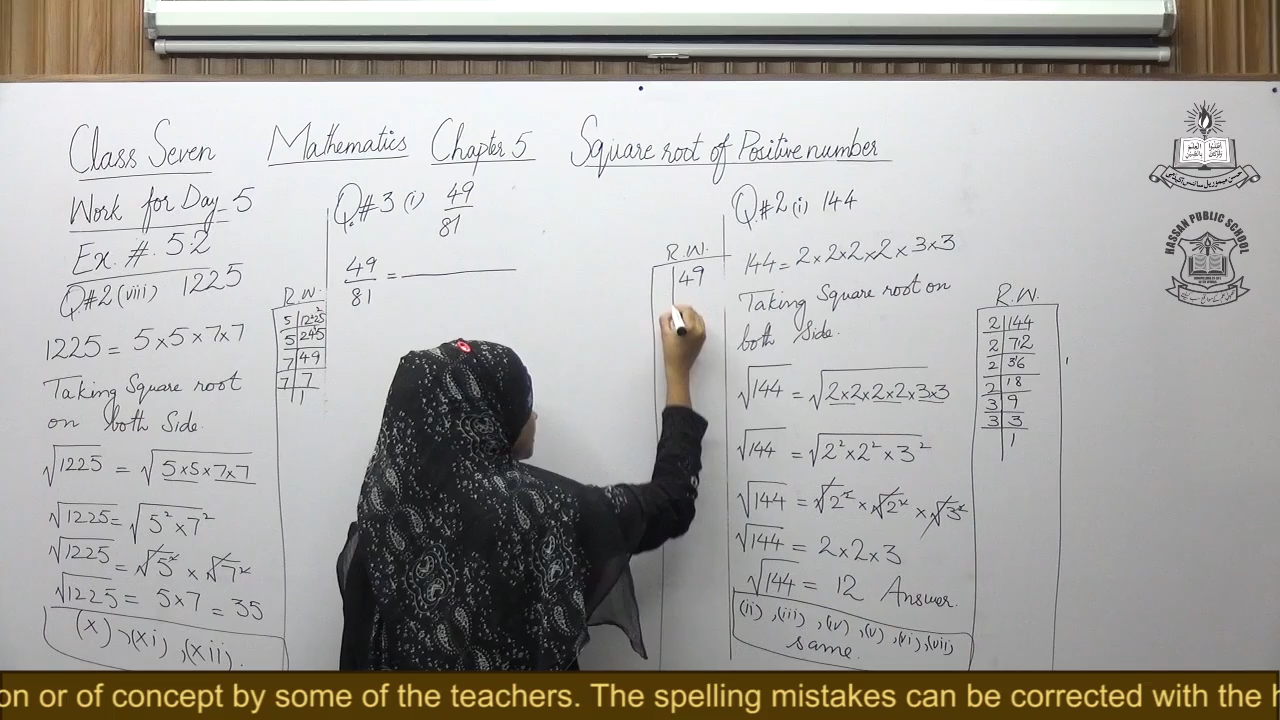 Class Seven Mathematics Chapter 5 Square root of Positive number
Work for Day 5
Ex. #. 5.2
Q#2 (viii) 1225
R.W.
5 | 1225
5 | 245
7 | 49
7 | 7
1
1225 = 5×5×7×7
Taking Square root
on both Side.
√1225 = √5×5×7×7
√1225 = √5²×7²
√1225 = √5² × √7²
√1225 = 5×7 = 35
(x), (xi), (xii).
Q.#3 (i) 49/81
49/81 =
R.W.
49
Q#2 (i) 144
144 = 2×2×2×2×3×3
Taking Square root on
both Side.
√144 = √2×2×2×2×3×3
√144 = √2²×2²×3²
√144 = √2² × √2² × √3²
√144 = 2×2×3
√144 = 12 Answer.
(ii), (iii), (iv), (v), (vi), (vii)
same.
R.W.
2 | 144
2 | 72
2 | 36
2 | 18
3 | 9
3 | 3
1
HASSAN PUBLIC SCHOOL
on or of concept by some of the teachers. The spelling mistakes can be corrected with the h